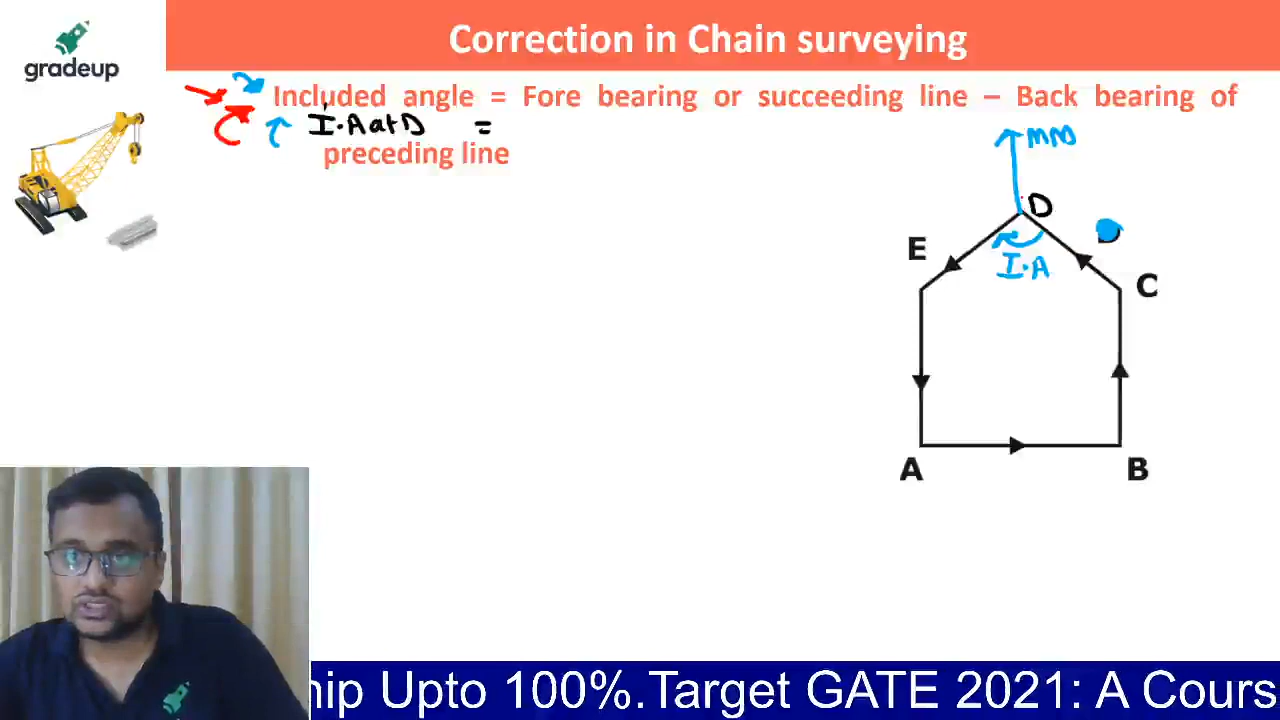 gradeup
Correction in Chain surveying
Included angle = Fore bearing or succeeding line – Back bearing of
I.A at D =
preceding line
MM
D
E
I.A
C
A
B
hip Upto 100%.Target GATE 2021: A Cours